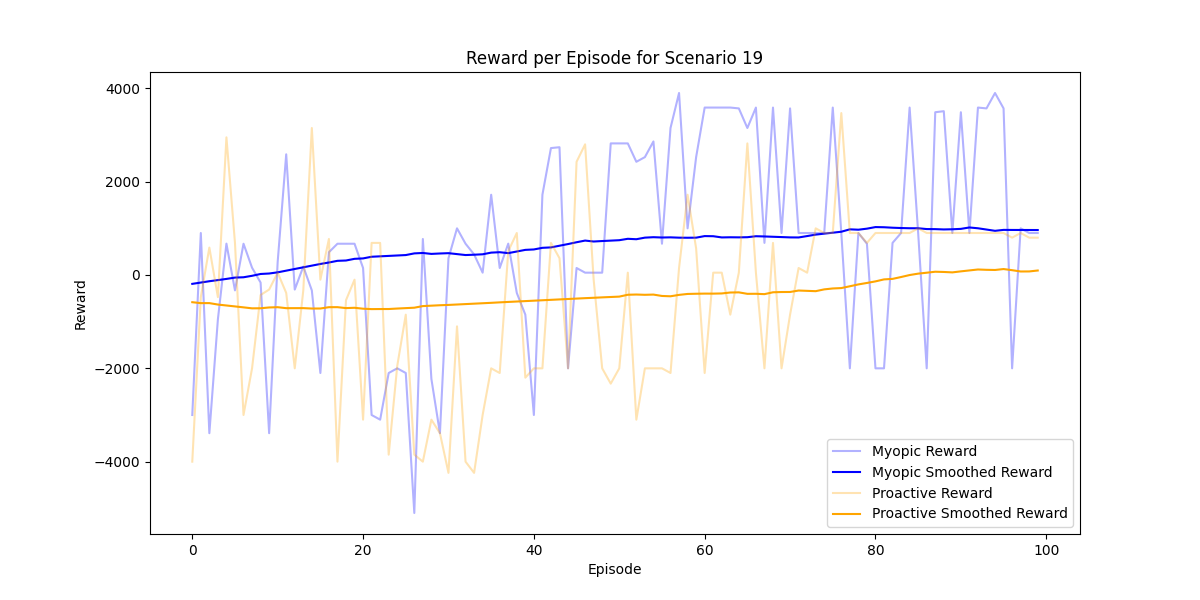 Reward per Episode for Scenario 19
Reward
4000
2000
0
−2000
−4000
0 20 40 60 80 100
Episode
Myopic Reward
Myopic Smoothed Reward
Proactive Reward
Proactive Smoothed Reward